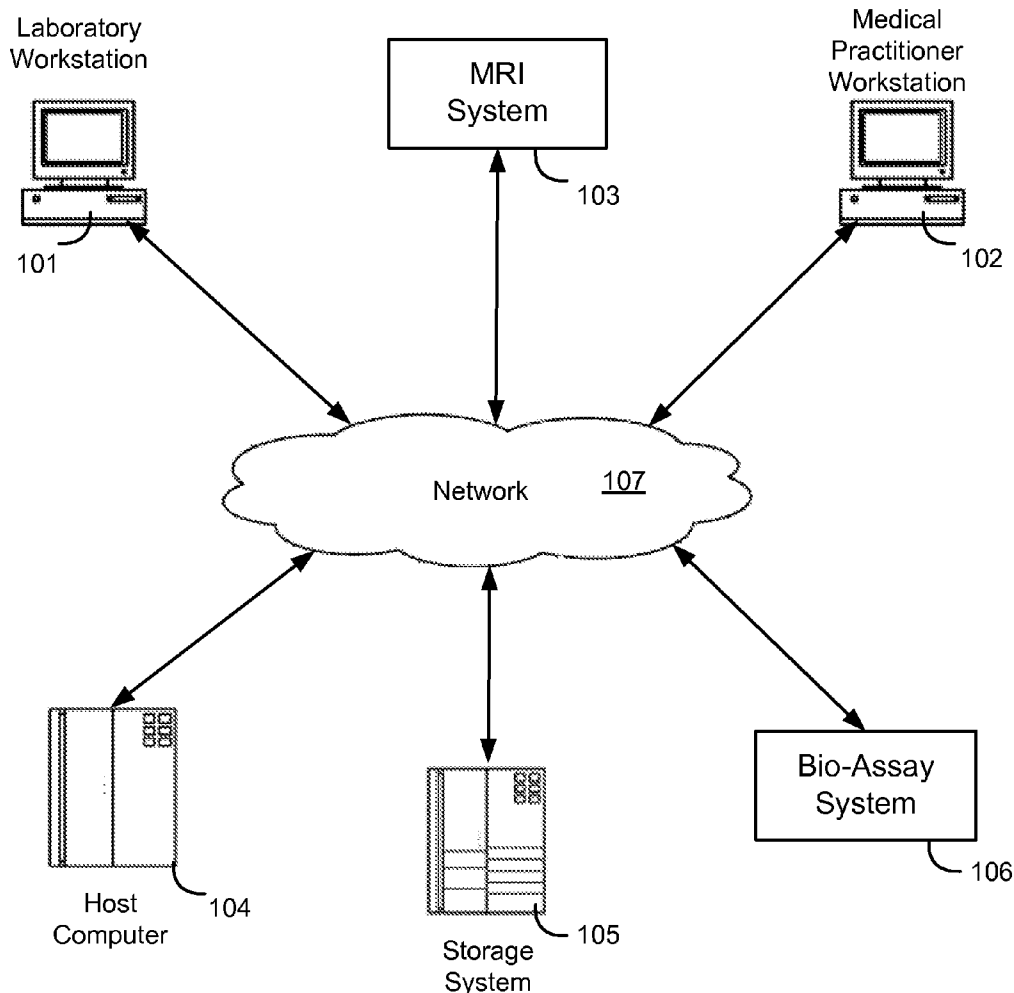 Laboratory
Workstation
101
MRI
System
103
Medical
Practitioner
Workstation
102
Network 107
104
Host
Computer
105
Storage
System
Bio-Assay
System
106